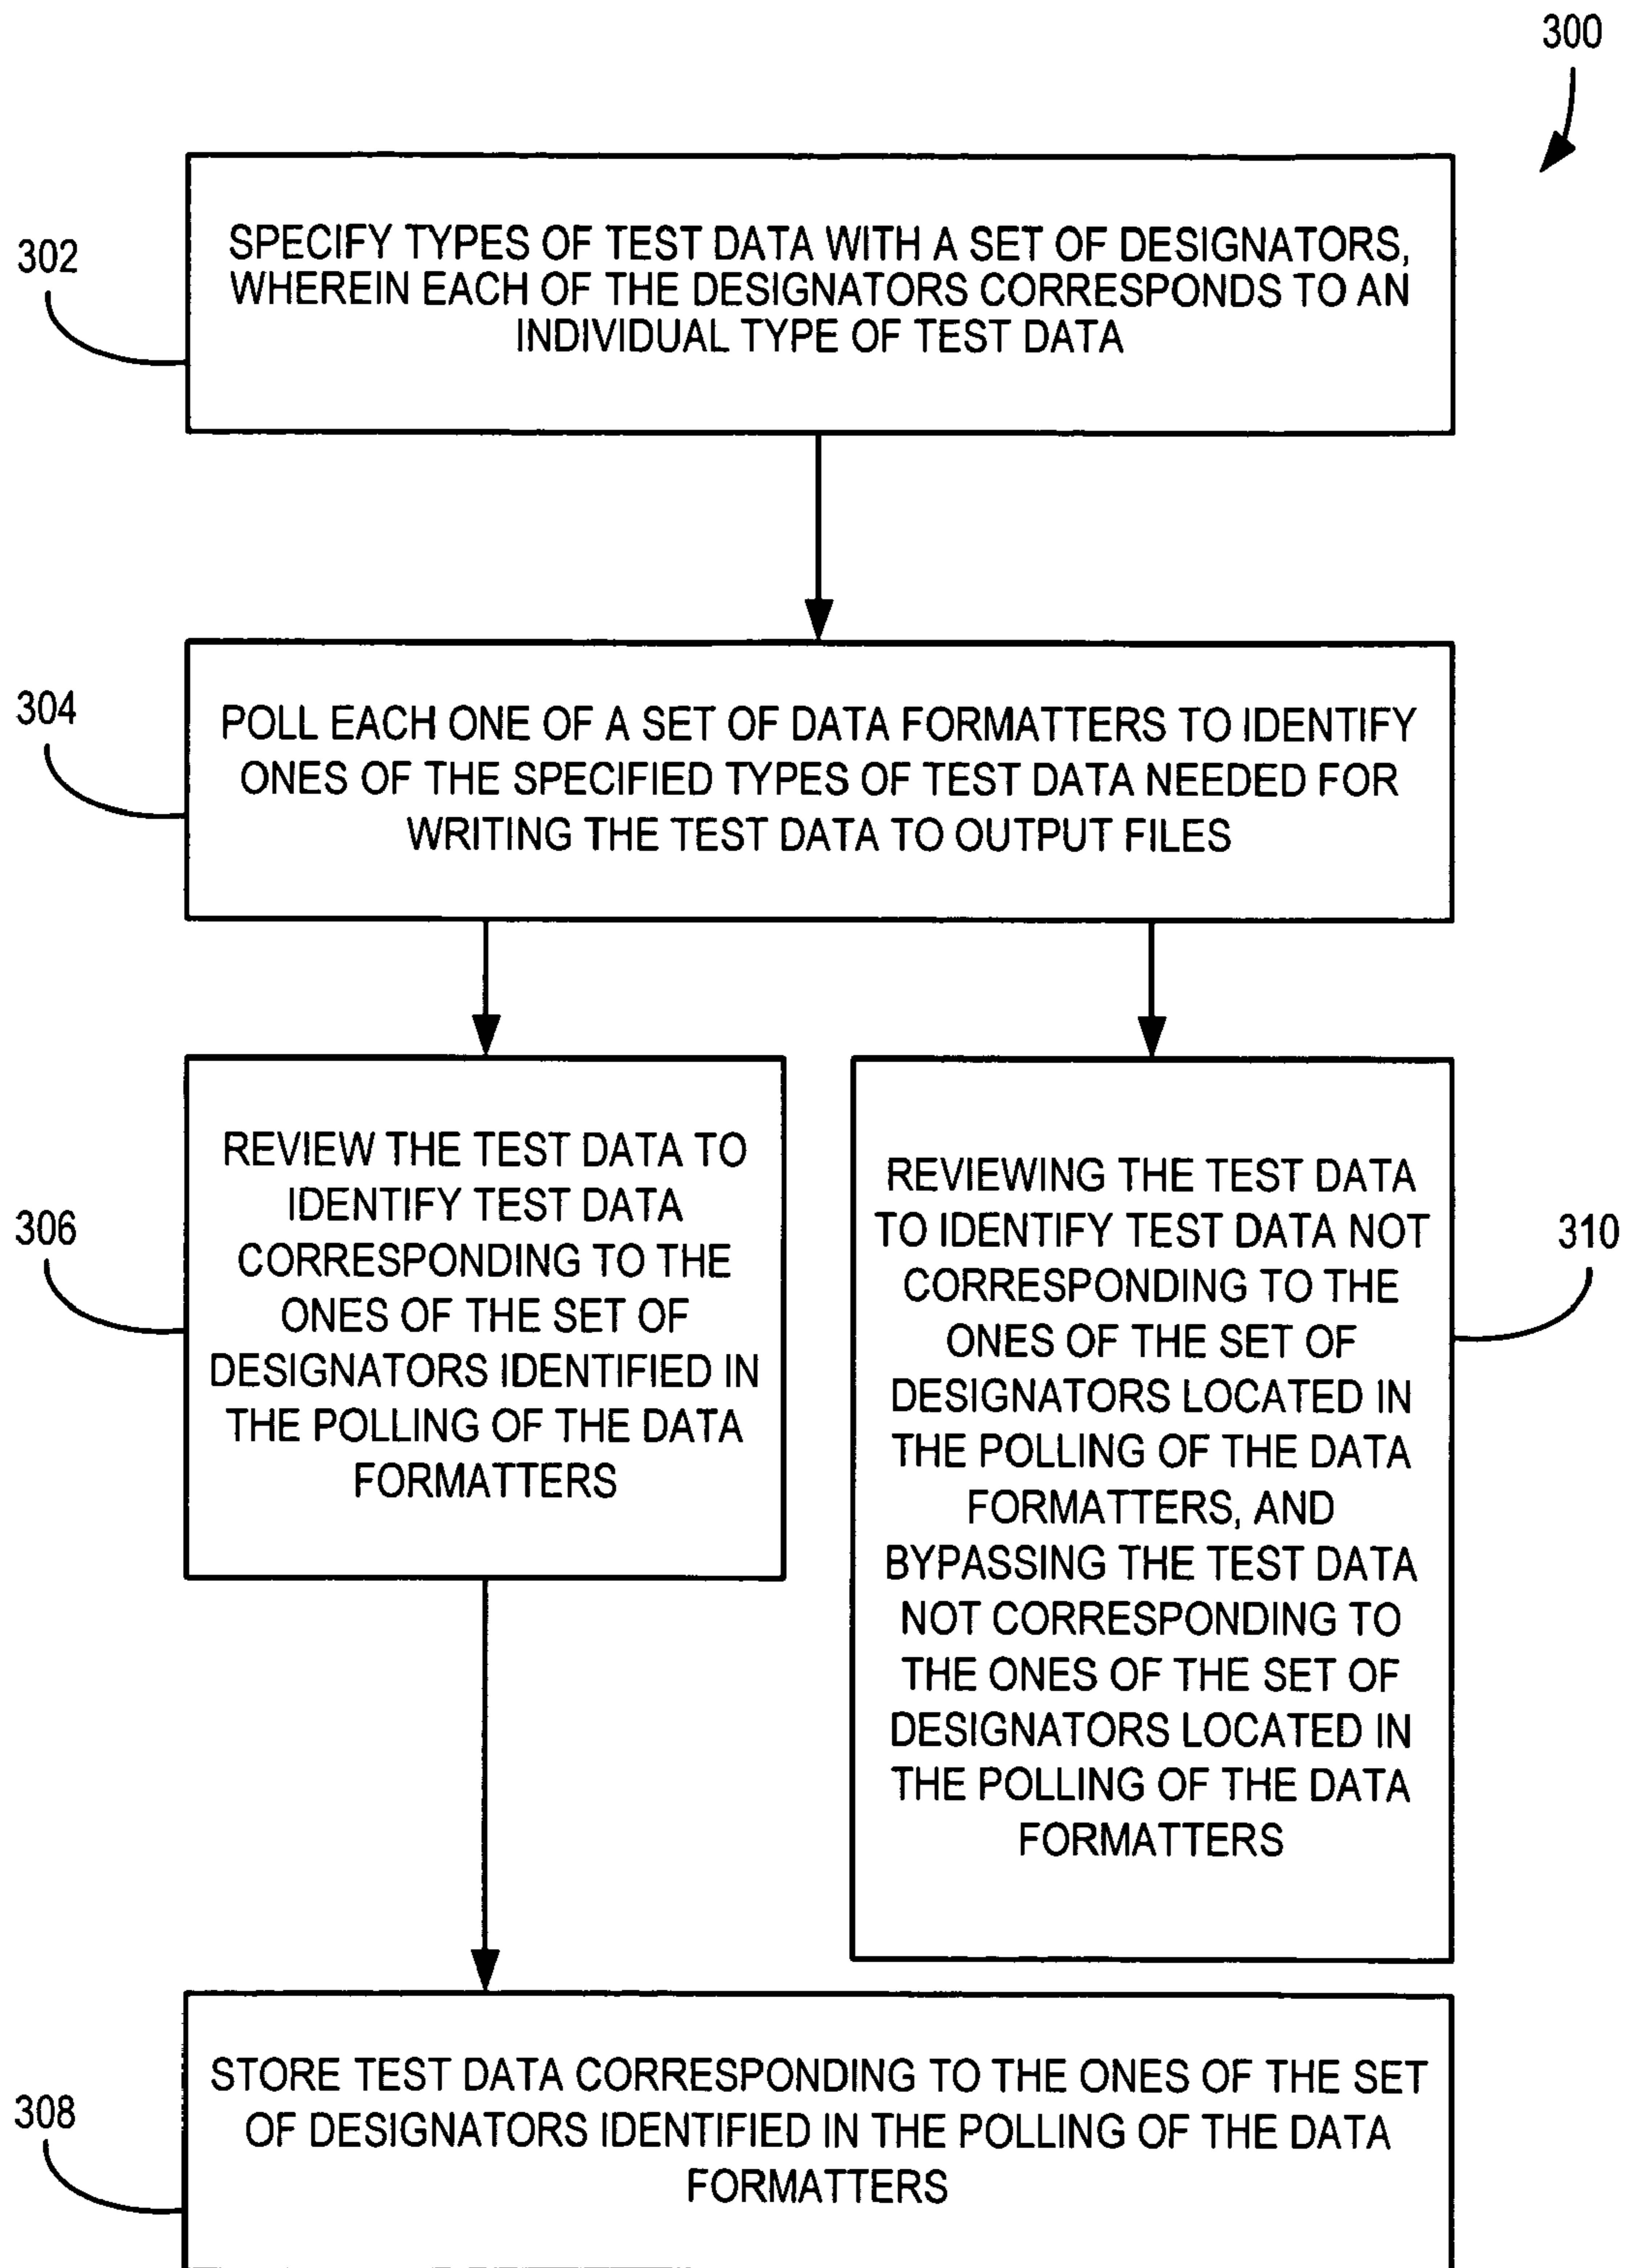 300
302
SPECIFY TYPES OF TEST DATA WITH A SET OF DESIGNATORS,
WHEREIN EACH OF THE DESIGNATORS CORRESPONDS TO AN
INDIVIDUAL TYPE OF TEST DATA
304
POLL EACH ONE OF A SET OF DATA FORMATTERS TO IDENTIFY
ONES OF THE SPECIFIED TYPES OF TEST DATA NEEDED FOR
WRITING THE TEST DATA TO OUTPUT FILES
306
REVIEW THE TEST DATA TO
IDENTIFY TEST DATA
CORRESPONDING TO THE
ONES OF THE SET OF
DESIGNATORS IDENTIFIED IN
THE POLLING OF THE DATA
FORMATTERS
310
REVIEWING THE TEST DATA
TO IDENTIFY TEST DATA NOT
CORRESPONDING TO THE
ONES OF THE SET OF
DESIGNATORS LOCATED IN
THE POLLING OF THE DATA
FORMATTERS, AND
BYPASSING THE TEST DATA
NOT CORRESPONDING TO
THE ONES OF THE SET OF
DESIGNATORS LOCATED IN
THE POLLING OF THE DATA
FORMATTERS
308
STORE TEST DATA CORRESPONDING TO THE ONES OF THE SET
OF DESIGNATORS IDENTIFIED IN THE POLLING OF THE DATA
FORMATTERS